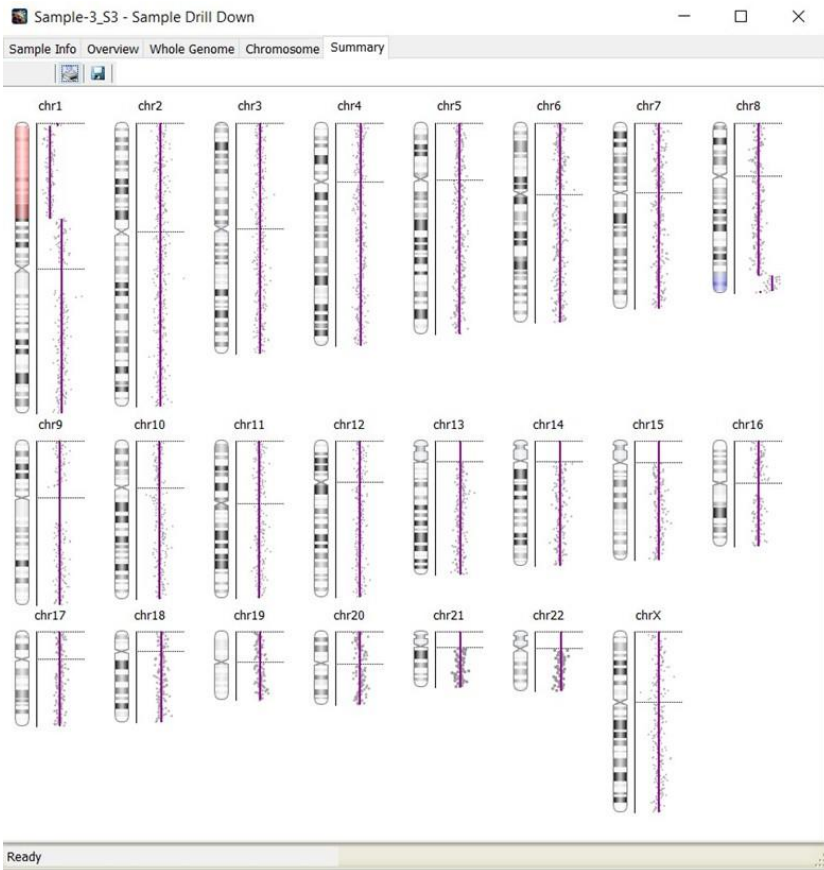 Sample-3_S3 - Sample Drill Down
Sample Info Overview Whole Genome Chromosome Summary
chr1 chr2 chr3 chr4 chr5 chr6 chr7 chr8
chr9 chr10 chr11 chr12 chr13 chr14 chr15 chr16
chr17 chr18 chr19 chr20 chr21 chr22 chrX
Ready